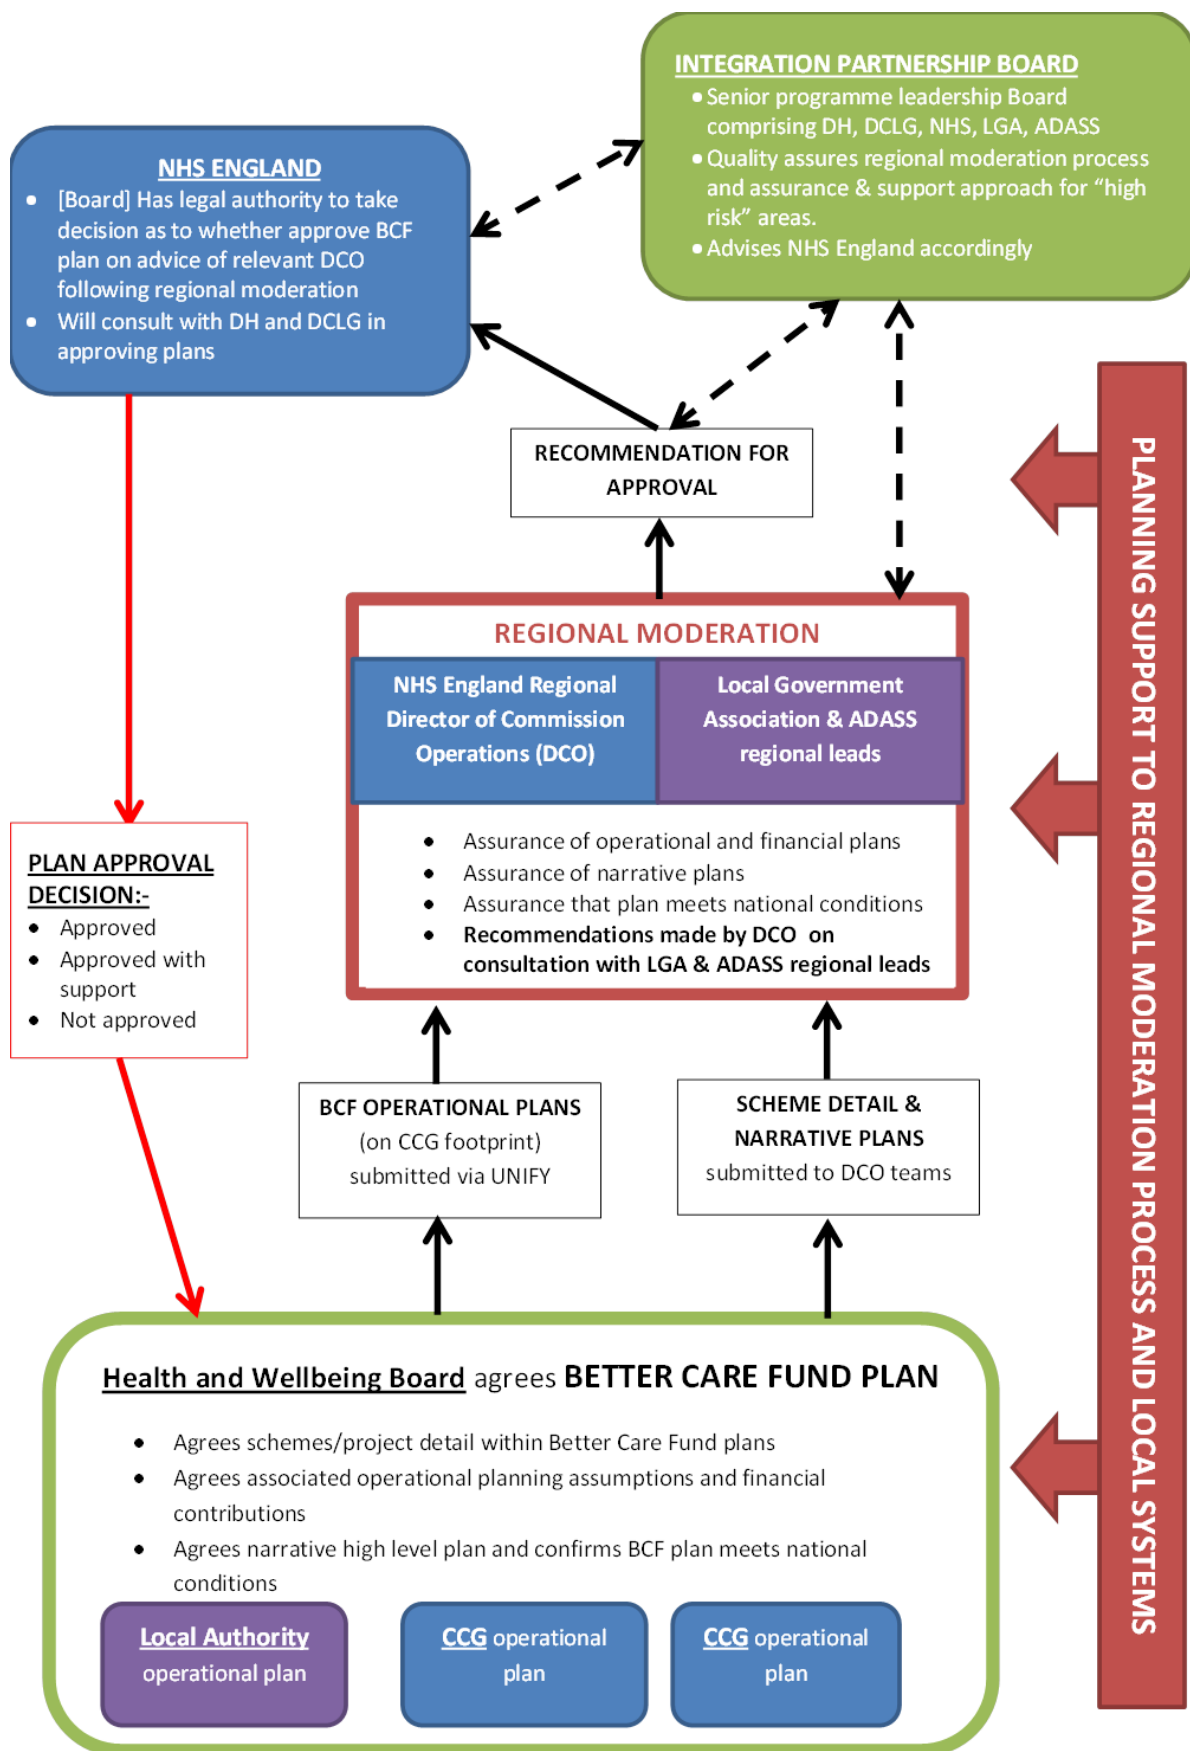 INTEGRATION PARTNERSHIP BOARD
• Senior programme leadership Board
comprising DH, DCLG, NHS, LGA, ADASS
• Quality assures regional moderation process
and assurance & support approach for “high
risk” areas.
• Advises NHS England accordingly
NHS ENGLAND
• [Board] Has legal authority to take
decision as to whether approve BCF
plan on advice of relevant DCO
following regional moderation
• Will consult with DH and DCLG in
approving plans
RECOMMENDATION FOR
APPROVAL
REGIONAL MODERATION
NHS England Regional
Director of Commission
Operations (DCO)
Local Government
Association & ADASS
regional leads
• Assurance of operational and financial plans
• Assurance of narrative plans
• Assurance that plan meets national conditions
• Recommendations made by DCO on
consultation with LGA & ADASS regional leads
PLAN APPROVAL
DECISION:-
• Approved
• Approved with
support
• Not approved
BCF OPERATIONAL PLANS
(on CCG footprint)
submitted via UNIFY
SCHEME DETAIL &
NARRATIVE PLANS
submitted to DCO teams
Health and Wellbeing Board agrees BETTER CARE FUND PLAN
• Agrees schemes/project detail within Better Care Fund plans
• Agrees associated operational planning assumptions and financial
contributions
• Agrees narrative high level plan and confirms BCF plan meets national
conditions
Local Authority
operational plan
CCG operational
plan
CCG operational
plan
PLANNING SUPPORT TO REGIONAL MODERATION PROCESS AND LOCAL SYSTEMS